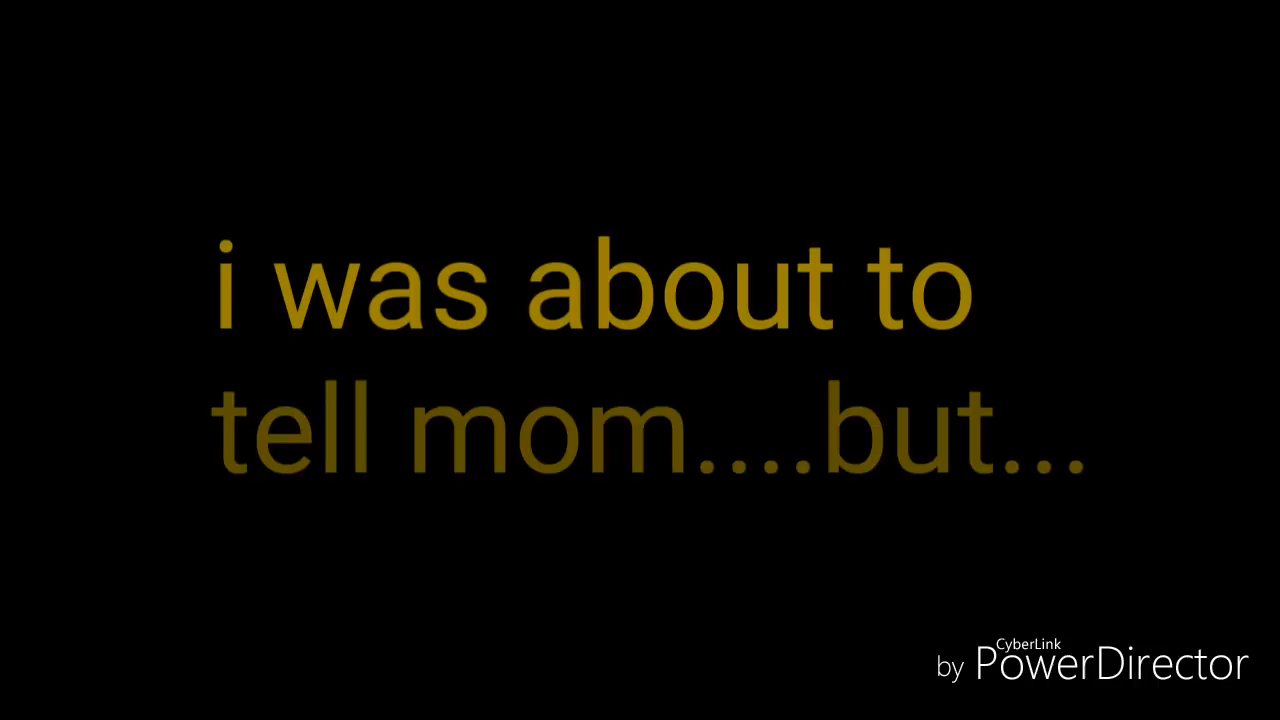 i was about to
tell mom....but...
CyberLink
by PowerDirector